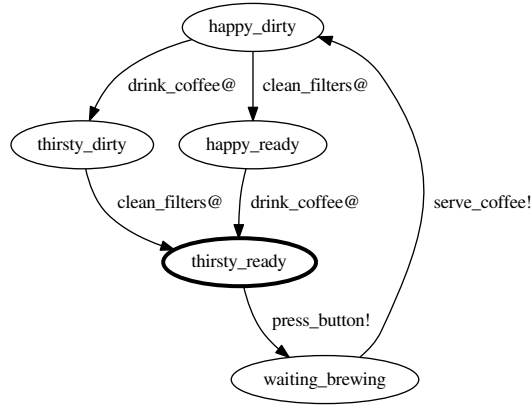 happy_dirty
drink_coffee@
clean_filters@
thirsty_dirty
happy_ready
clean_filters@
drink_coffee@
serve_coffee!
thirsty_ready
press_button!
waiting_brewing